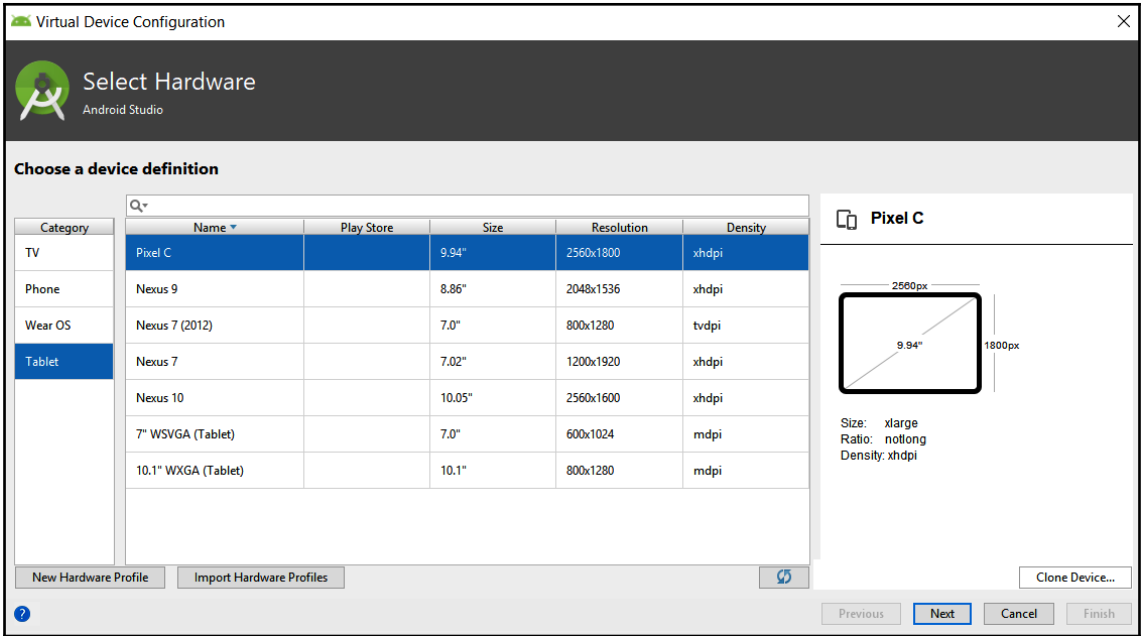 Virtual Device Configuration
Select Hardware
Android Studio
Choose a device definition
Category
TV
Phone
Wear OS
Tablet
Name Play Store Size Resolution Density
Pixel C 9.94" 2560x1800 xhdpi
Nexus 9 8.86" 2048x1536 xhdpi
Nexus 7 (2012) 7.0" 800x1280 tvdpi
Nexus 7 7.02" 1200x1920 xhdpi
Nexus 10 10.05" 2560x1600 xhdpi
7" WSVGA (Tablet) 7.0" 600x1024 mdpi
10.1" WXGA (Tablet) 10.1" 800x1280 mdpi
Pixel C
2560px
9.94"
1800px
Size: xlarge
Ratio: notlong
Density: xhdpi
New Hardware Profile Import Hardware Profiles Clone Device...
? Previous Next Cancel Finish